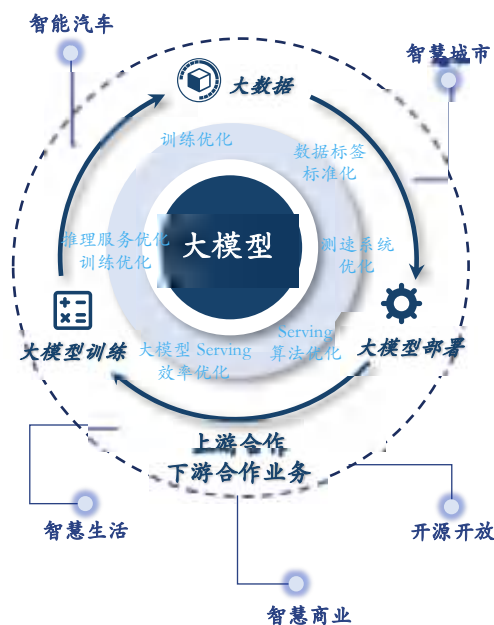 智能汽车
智慧城市
大数据
训练优化
数据标签
标准化
推理服务优化
训练优化
大模型
测速系统
优化
大模型训练
大模型 Serving
效率优化
Serving
算法优化
大模型部署
上游合作
下游合作业务
智慧生活
开源开放
智慧商业